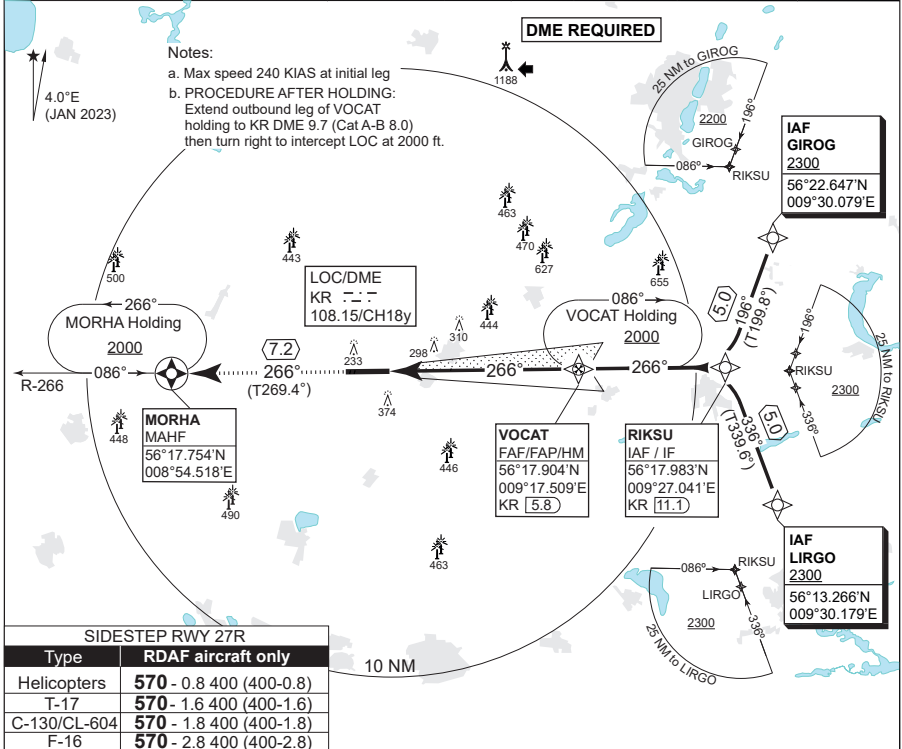 DME REQUIRED
Notes:
a. Max speed 240 KIAS at initial leg
b. PROCEDURE AFTER HOLDING:
Extend outbound leg of VOCAT
holding to KR DME 9.7 (Cat A-B 8.0)
then turn right to intercept LOC at 2000 ft.
4.0°E
(JAN 2023)
1188
25 NM to GIROG
2200
196°
GIROG
086º
RIKSU
IAF
GIROG
2300
56°22.647'N
009°30.079'E
463
470
627
655
443
500
LOC/DME
KR
108.15/CH18y
444
310
298
233
374
266°
MORHA Holding
2000
086°
R-266
7.2
266°
(T269.4°)
086°
VOCAT Holding
2000
266°
266°
5.0
196°
(T199.8°)
5.0
336°
(T339.6°)
196°
RIKSU
2300
336°
25 NM to RIKSU
MORHA
MAHF
56°17.754'N
008°54.518'E
448
490
446
463
VOCAT
FAF/FAP/HM
56°17.904'N
009°17.509'E
KR 5.8
RIKSU
IAF / IF
56°17.983'N
009°27.041'E
KR 11.1
IAF
LIRGO
2300
56°13.266'N
009°30.179'E
086º
RIKSU
LIRGO
2300
336°
25 NM to LIRGO
10 NM
SIDESTEP RWY 27R
Type RDAF aircraft only
Helicopters 570 - 0.8 400 (400-0.8)
T-17 570 - 1.6 400 (400-1.6)
C-130/CL-604 570 - 1.8 400 (400-1.8)
F-16 570 - 2.8 400 (400-2.8)